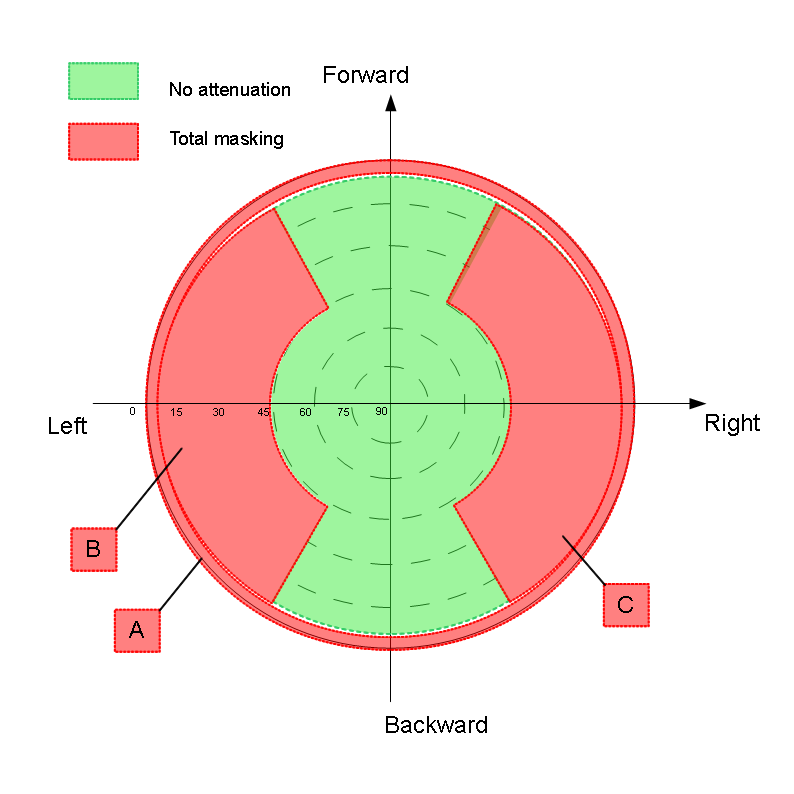 Forward
No attenuation
Total masking
0 15 30 45 60 75 90
Left
Right
B
C
A
Backward